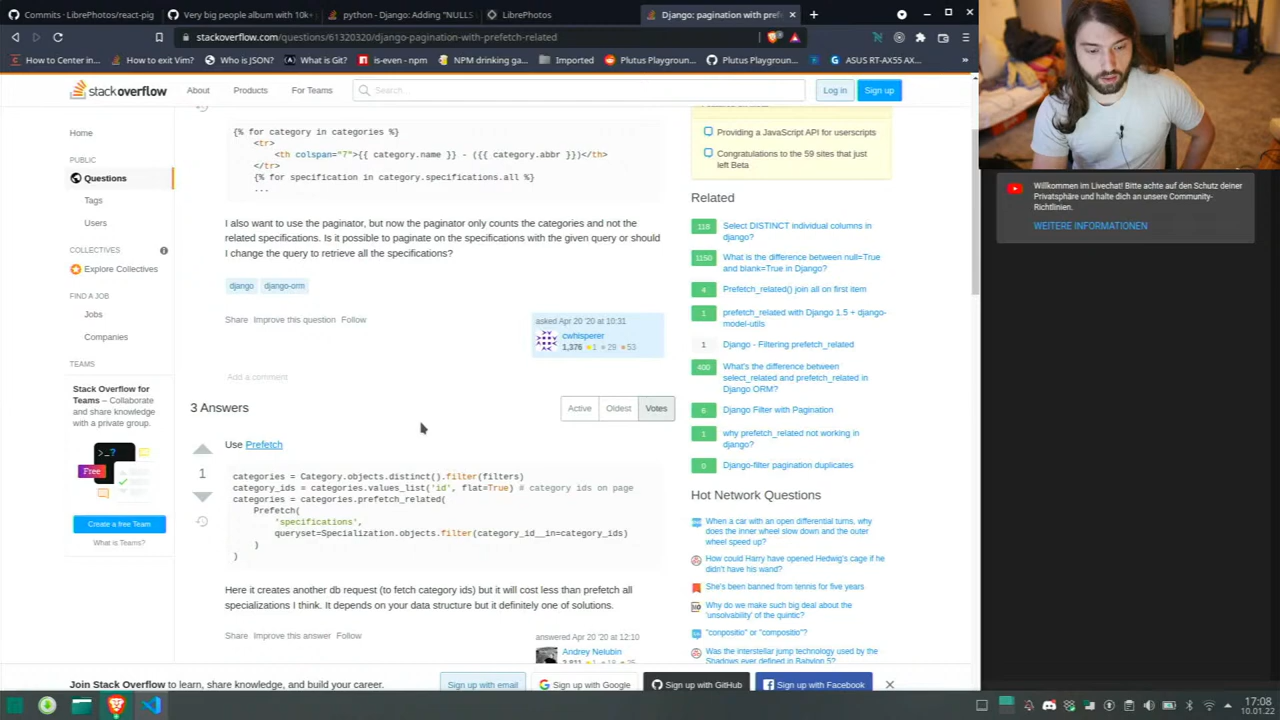 Commits · LibrePhotos/react-pig
Very big people album with 10k+
python - Django: Adding "NULLS
LibrePhotos
Django: pagination with pref
stackoverflow.com/questions/61320320/django-pagination-with-prefetch-related
How to Center in...
How to exit Vim?
Who is JSON?
What is Git?
is-even - npm
NPM drinking ga...
Imported
Plutus Playgroun...
Plutus Playgroun...
ASUS RT-AX55 AX...
stackoverflow
About
Products
For Teams
Search...
Log in
Sign up
Home
PUBLIC
Questions
Tags
Users
COLLECTIVES
Explore Collectives
FIND A JOB
Jobs
Companies
TEAMS
Stack Overflow for
Teams – Collaborate
and share knowledge
with a private group.
Free
Create a free Team
What is Teams?
{% for category in categories %}
<tr>
<th colspan="7">{{ category.name }} - ({{ category.abbr }})</th>
</tr>
{% for specification in category.specifications.all %}
...
I also want to use the paginator, but now the paginator only counts the categories and not the
related specifications. Is it possible to paginate on the specifications with the given query or should
I change the query to retrieve all the specifications?
django
django-orm
Share Improve this question Follow
asked Apr 20 '20 at 10:31
cwhisperer
1,376 1 29 53
Add a comment
3 Answers
Active
Oldest
Votes
1
Use Prefetch
categories = Category.objects.distinct().filter(filters)
category_ids = categories.values_list('id', flat=True) # category ids on page
categories = categories.prefetch_related(
Prefetch(
'specifications',
queryset=Specialization.objects.filter(category_id__in=category_ids)
)
)
Here it creates another db request (to fetch category ids) but it will cost less than prefetch all
specializations I think. It depends on your data structure but it definitely one of solutions.
Share Improve this answer Follow
answered Apr 20 '20 at 12:10
Andrey Nelubin
Providing a JavaScript API for userscripts
Congratulations to the 59 sites that just
left Beta
Related
118 Select DISTINCT individual columns in
django?
1150 What is the difference between null=True
and blank=True in Django?
4 Prefetch_related() join all on first item
1 prefetch_related with Django 1.5 + django-
model-utils
1 Django - Filtering prefetch_related
400 What's the difference between
select_related and prefetch_related in
Django ORM?
6 Django Filter with Pagination
1 why prefetch_related not working in
django?
0 Django-filter pagination duplicates
Hot Network Questions
When a car with an open differential turns, why
does the inner wheel slow down and the outer
wheel speed up?
How could Harry have opened Hedwig's cage if he
didn't have his wand?
She's been banned from tennis for five years
Why do we make such big deal about the
'unsolvability' of the quintic?
"conpositio" or "compositio"?
Was the interstellar jump technology used by the
Shadows ever defined in Babylon 5?
Join Stack Overflow to learn, share knowledge, and build your career.
Sign up with email
Sign up with Google
Sign up with GitHub
Sign up with Facebook
Willkommen im Livechat! Bitte achte auf den Schutz deiner
Privatsphäre und halte dich an unsere Community-
Richtlinien.
WEITERE INFORMATIONEN
17:08
10.01.22